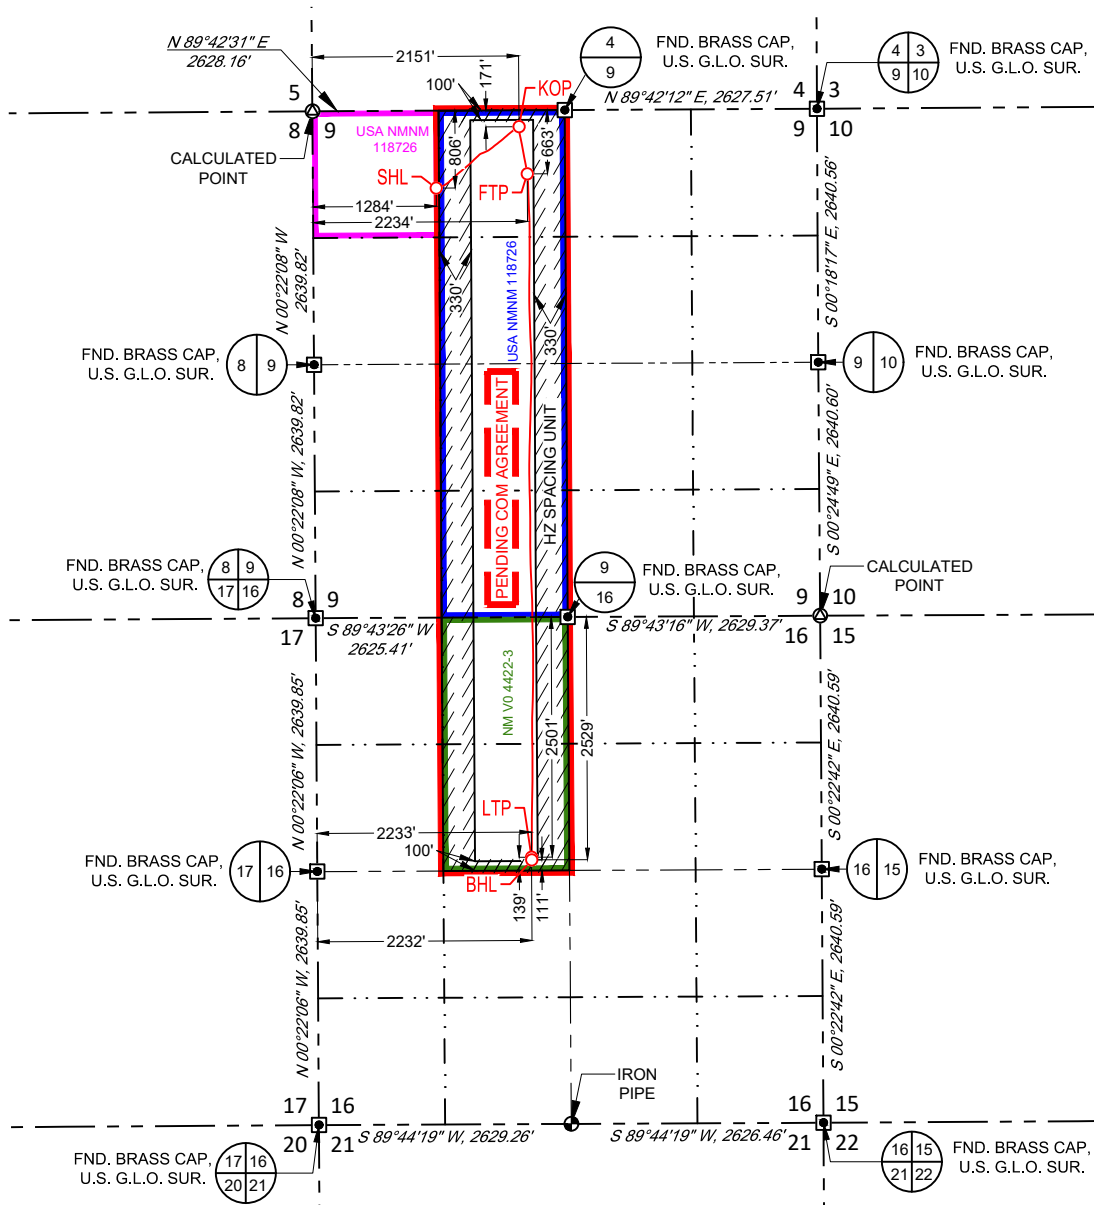 N 89°42'31" E
2628.16'
2151'
171'
100'
KOP
4
9
FND. BRASS CAP,
U.S. G.L.O. SUR.
4 3
9 10
FND. BRASS CAP,
U.S. G.L.O. SUR.
N 89°42'12" E, 2627.51'
5
8 9
4 3
9 10
CALCULATED
POINT
USA NMNM
118726
806'
663'
SHL
FTP
1284'
2234'
N 00°22'08" W
2639.82'
S 00°18'17" E, 2640.56'
330'
330'
USA NMNM 118726
FND. BRASS CAP,
U.S. G.L.O. SUR.
8 9
9 10
FND. BRASS CAP,
U.S. G.L.O. SUR.
N 00°22'08" W, 2639.82'
S 00°24'49" E, 2640.60'
PENDING COM AGREEMENT
HZ SPACING UNIT
FND. BRASS CAP,
U.S. G.L.O. SUR.
8 9
17 16
9
16
FND. BRASS CAP,
U.S. G.L.O. SUR.
CALCULATED
POINT
8 9
17
9 10
16 15
S 89°43'26" W
2625.41'
S 89°43'16" W, 2629.37'
N 00°22'06" W, 2639.85'
S 00°22'42" E, 2640.59'
NM V0 4422-3
2501'
2529'
LTP
2233'
100'
BHL
139'
111'
2232'
FND. BRASS CAP,
U.S. G.L.O. SUR.
17 16
16 15
FND. BRASS CAP,
U.S. G.L.O. SUR.
N 00°22'06" W, 2639.85'
S 00°22'42" E, 2640.59'
IRON
PIPE
17 16
20 21
16 15
21 22
S 89°44'19" W, 2629.26'
S 89°44'19" W, 2626.46'
FND. BRASS CAP,
U.S. G.L.O. SUR.
17 16
20 21
16 15
21 22
FND. BRASS CAP,
U.S. G.L.O. SUR.